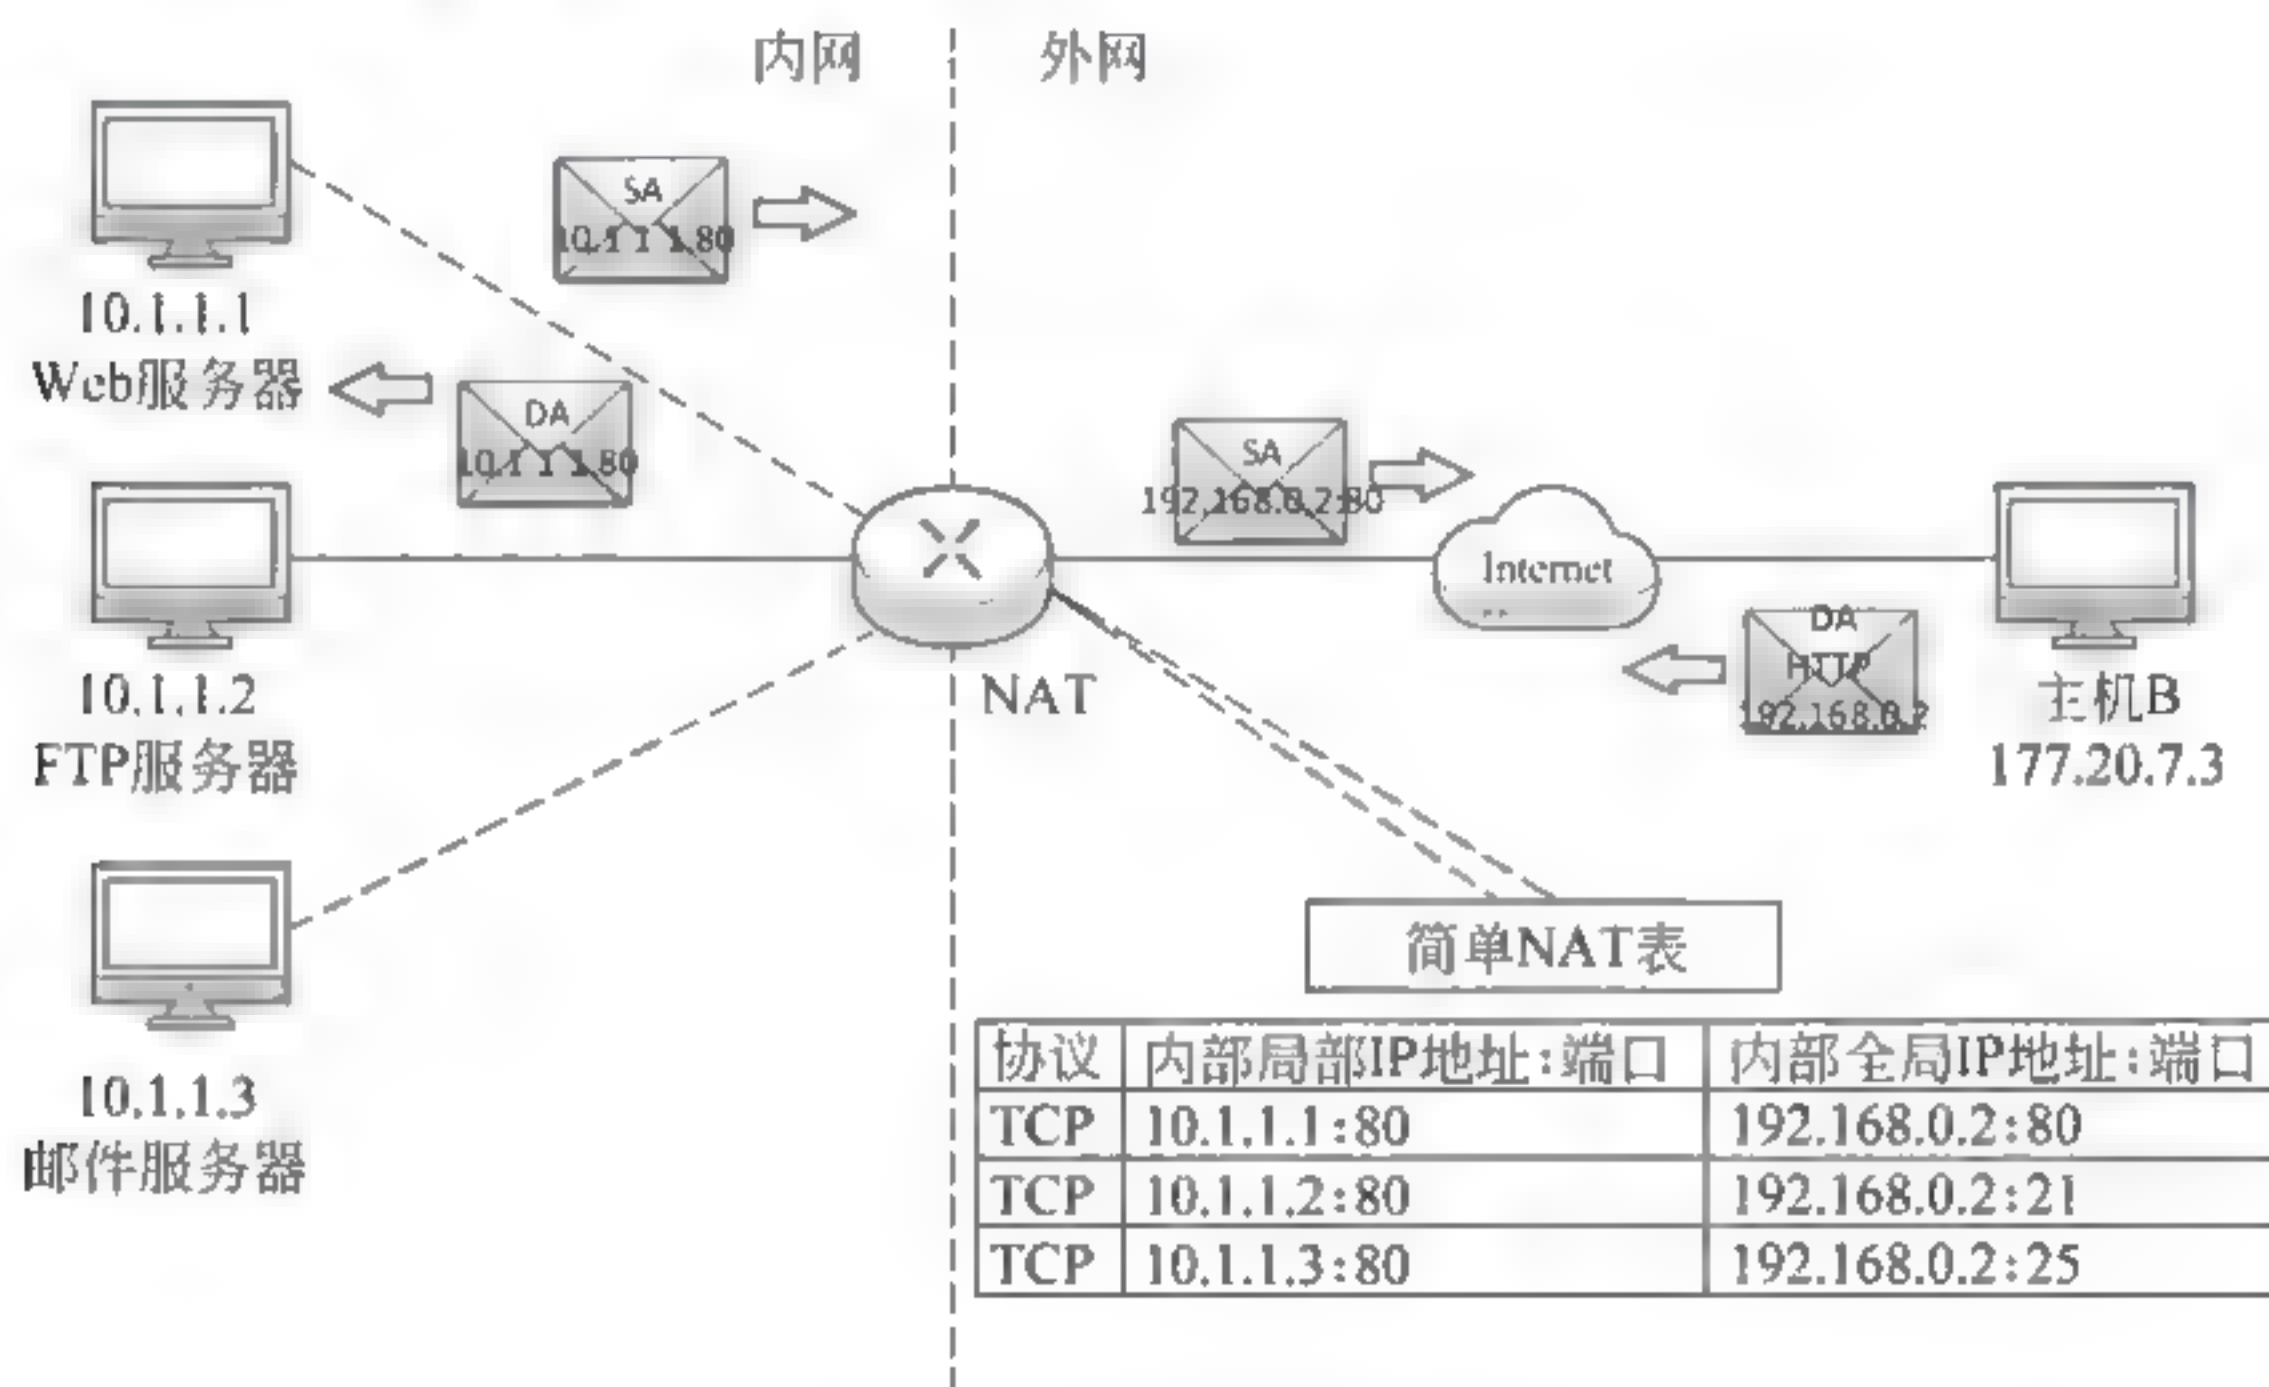 内网
外网
SA
10.1 1 1.80
10.1.1.1
Web服务器
DA
10.1 1 1.80
SA
192.168.0.2:80
Internet
DA
HTTP
192.168.0.2
10.1.1.2
FTP服务器
NAT
主机B
177.20.7.3
10.1.1.3
邮件服务器
简单NAT表
协议 内部局部IP地址:端口 内部全局IP地址:端口
TCP 10.1.1.1:80 192.168.0.2:80
TCP 10.1.1.2:80 192.168.0.2:21
TCP 10.1.1.3:80 192.168.0.2:25